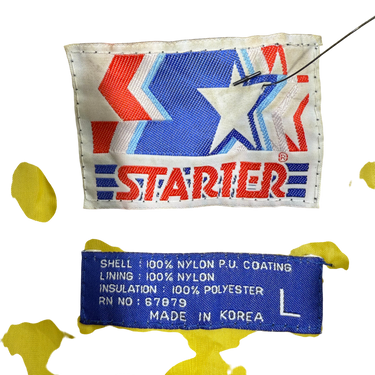 STARTER®
SHELL : 100% NYLON P.U. COATING
LINING : 100% NYLON
INSULATION : 100% POLYESTER
RN NO : 67879
MADE IN KOREA
L